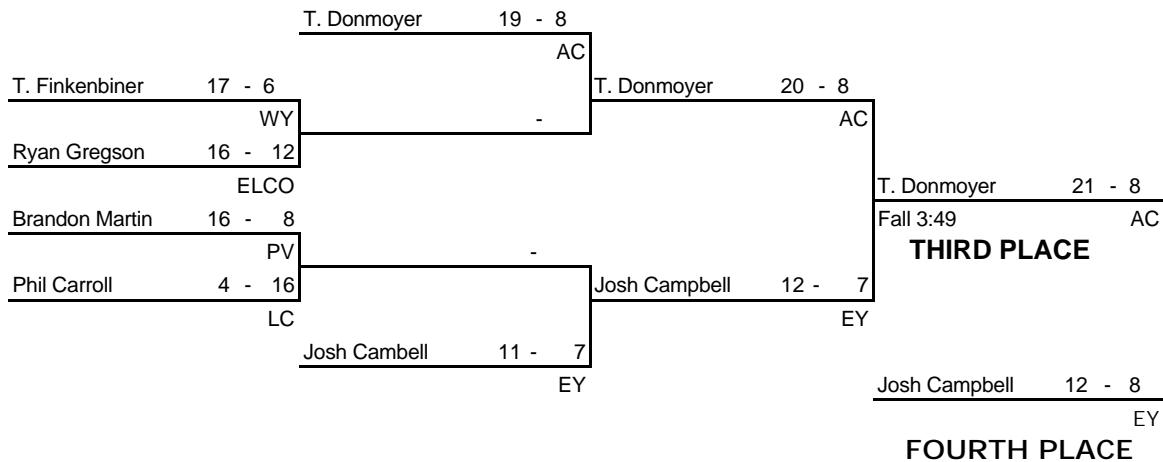 T. Donmoyer 19 - 8
AC
T. Finkenbiner 17 - 6
T. Donmoyer 20 - 8
WY
-
AC
Ryan Gregson 16 - 12
ELCO
T. Donmoyer 21 - 8
Brandon Martin 16 - 8
Fall 3:49
AC
PV
-
THIRD PLACE
Phil Carroll 4 - 16
Josh Campbell 12 - 7
LC
EY
Josh Cambell 11 - 7
EY
Josh Campbell 12 - 8
EY
FOURTH PLACE